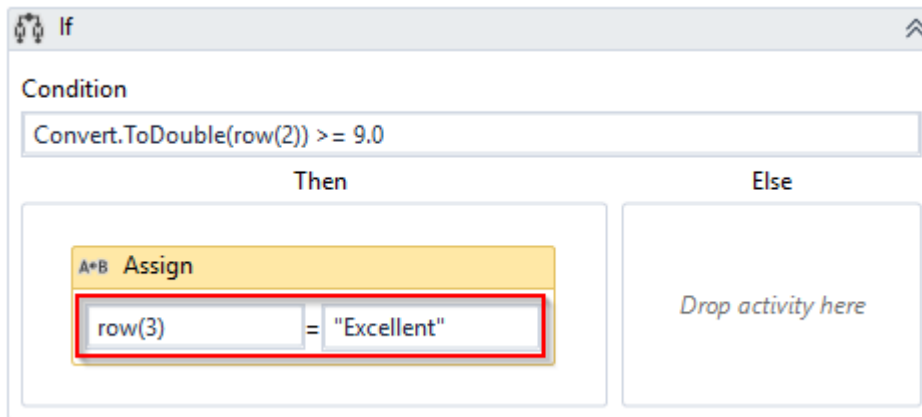 If
Condition
Convert.ToDouble(row(2)) >= 9.0
Then
Else
A*B Assign
row(3) = "Excellent"
Drop activity here